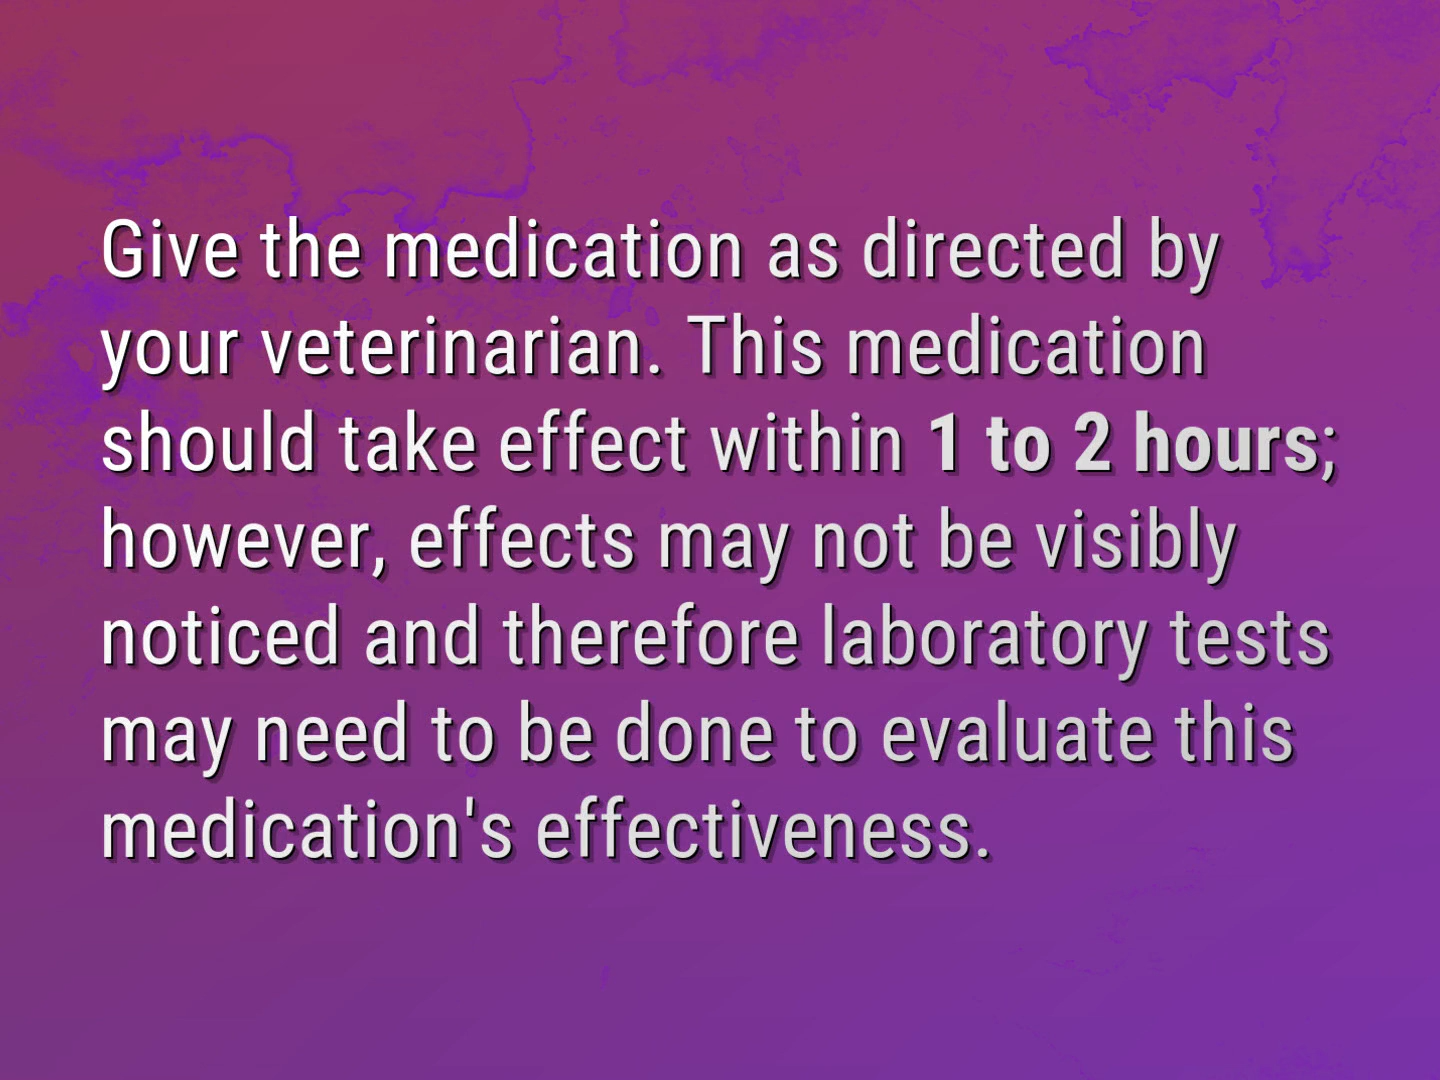 Give the medication as directed by
your veterinarian. This medication
should take effect within 1 to 2 hours;
however, effects may not be visibly
noticed and therefore laboratory tests
may need to be done to evaluate this
medication's effectiveness.